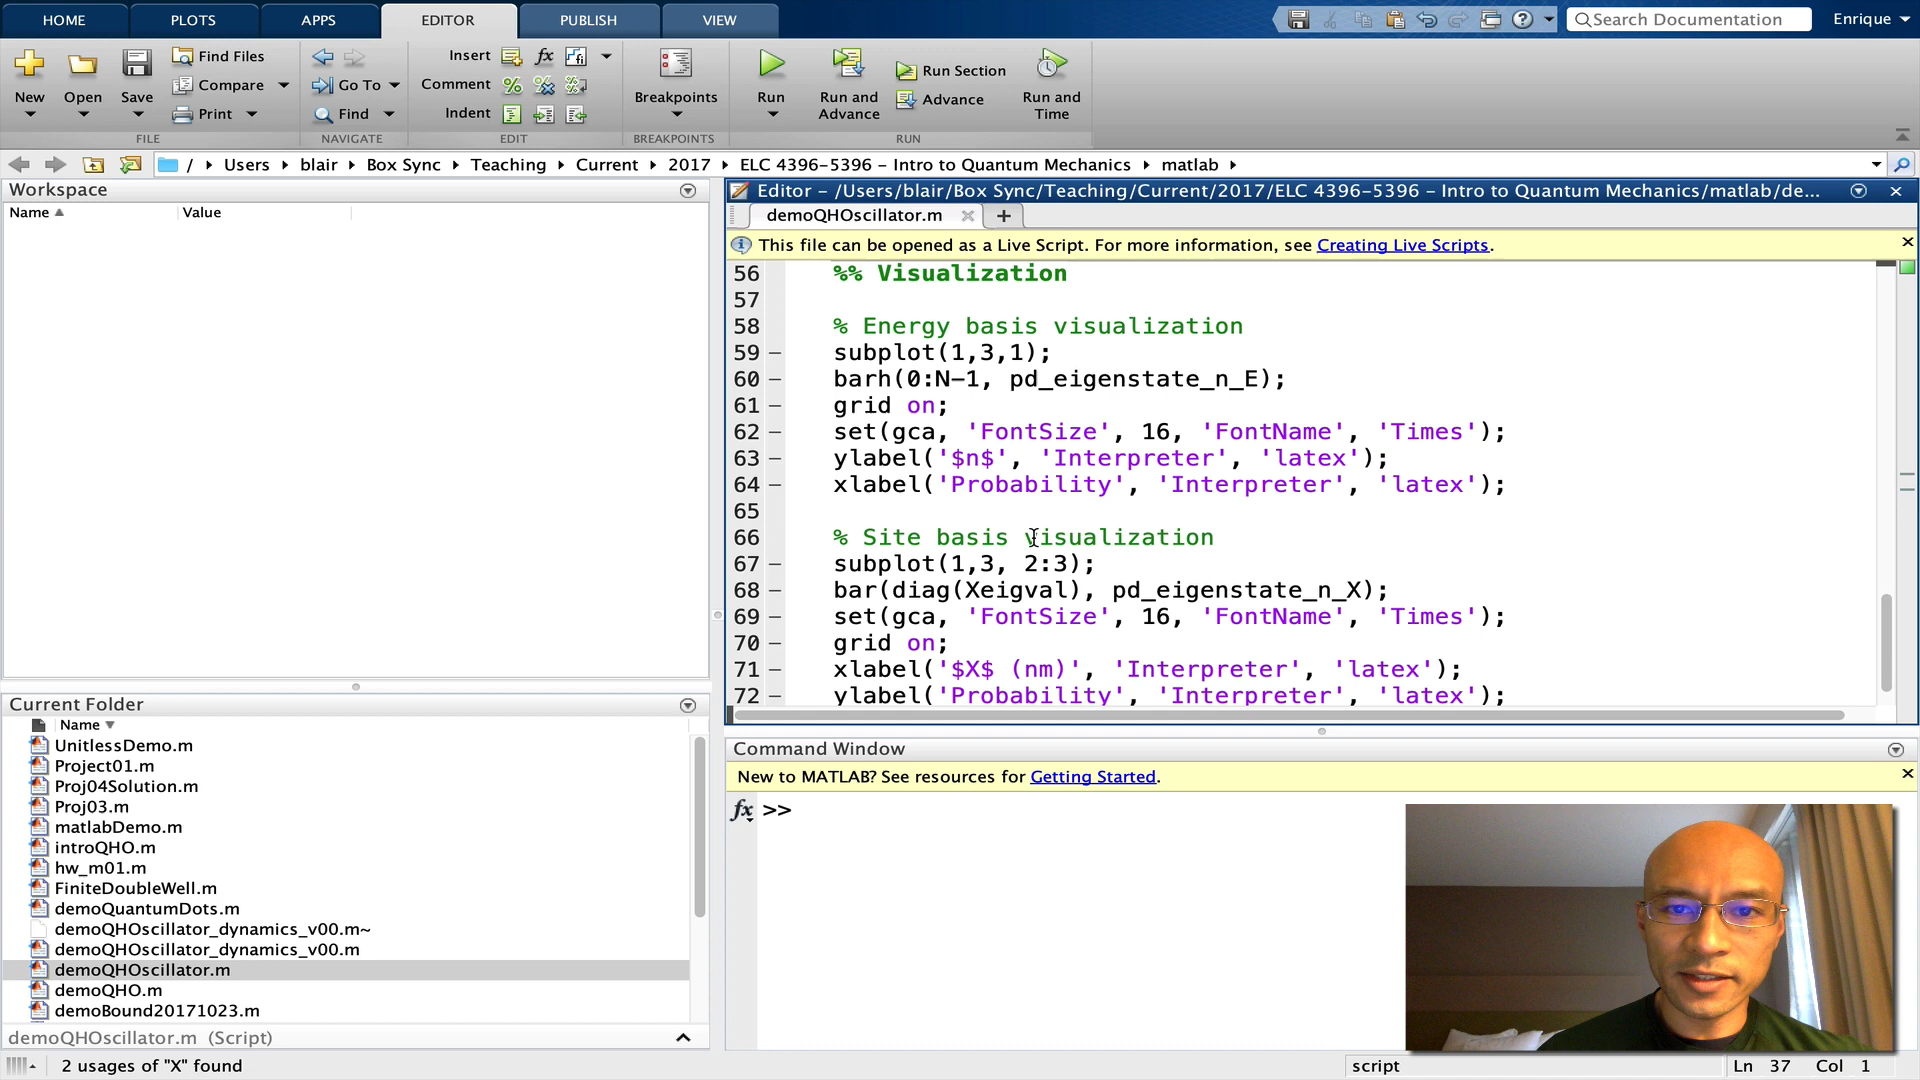 HOME PLOTS APPS EDITOR PUBLISH VIEW Search Documentation Enrique
New Open Save Find Files Compare Print
FILE
Go To Find
NAVIGATE
Insert fx
Comment
Indent
EDIT
Breakpoints
BREAKPOINTS
Run Run and Advance Run Section Advance Run and Time
RUN
/ Users blair Box Sync Teaching Current 2017 ELC 4396-5396 - Intro to Quantum Mechanics matlab
Workspace
Name Value
Editor - /Users/blair/Box Sync/Teaching/Current/2017/ELC 4396-5396 - Intro to Quantum Mechanics/matlab/de...
demoQHOscillator.m
This file can be opened as a Live Script. For more information, see Creating Live Scripts.
56 %% Visualization
57
58 % Energy basis visualization
59 – subplot(1,3,1);
60 – barh(0:N-1, pd_eigenstate_n_E);
61 – grid on;
62 – set(gca, 'FontSize', 16, 'FontName', 'Times');
63 – ylabel('$n$', 'Interpreter', 'latex');
64 – xlabel('Probability', 'Interpreter', 'latex');
65
66 % Site basis visualization
67 – subplot(1,3, 2:3);
68 – bar(diag(Xeigval), pd_eigenstate_n_X);
69 – set(gca, 'FontSize', 16, 'FontName', 'Times');
70 – grid on;
71 – xlabel('$X$ (nm)', 'Interpreter', 'latex');
72 – ylabel('Probability', 'Interpreter', 'latex');
Current Folder
Name
UnitlessDemo.m
Project01.m
Proj04Solution.m
Proj03.m
matlabDemo.m
introQHO.m
hw_m01.m
FiniteDoubleWell.m
demoQuantumDots.m
demoQHOscillator_dynamics_v00.m~
demoQHOscillator_dynamics_v00.m
demoQHOscillator.m
demoQHO.m
demoBound20171023.m
demoQHOscillator.m (Script)
Command Window
New to MATLAB? See resources for Getting Started.
fx >>
2 usages of "X" found
script Ln 37 Col 1